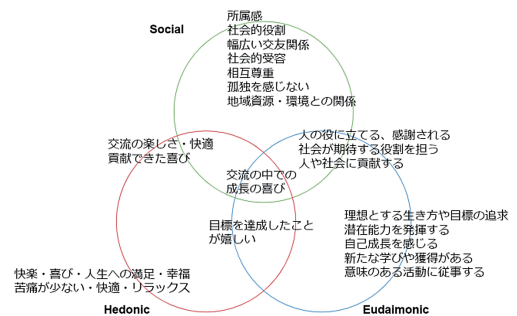 Social
所属感
社会的役割
幅広い交友関係
社会的受容
相互尊重
孤独を感じない
地域資源・環境との関係
交流の楽しさ・快適
貢献できた喜び
人の役に立てる、感謝される
社会が期待する役割を担う
人や社会に貢献する
交流の中での
成長の喜び
目標を達成したこと
が嬉しい
理想とする生き方や目標の追求
潜在能力を発揮する
自己成長を感じる
新たな学びや獲得がある
意味のある活動に従事する
快楽・喜び・人生への満足・幸福
苦痛が少ない・快適・リラックス
Hedonic
Eudaimonic